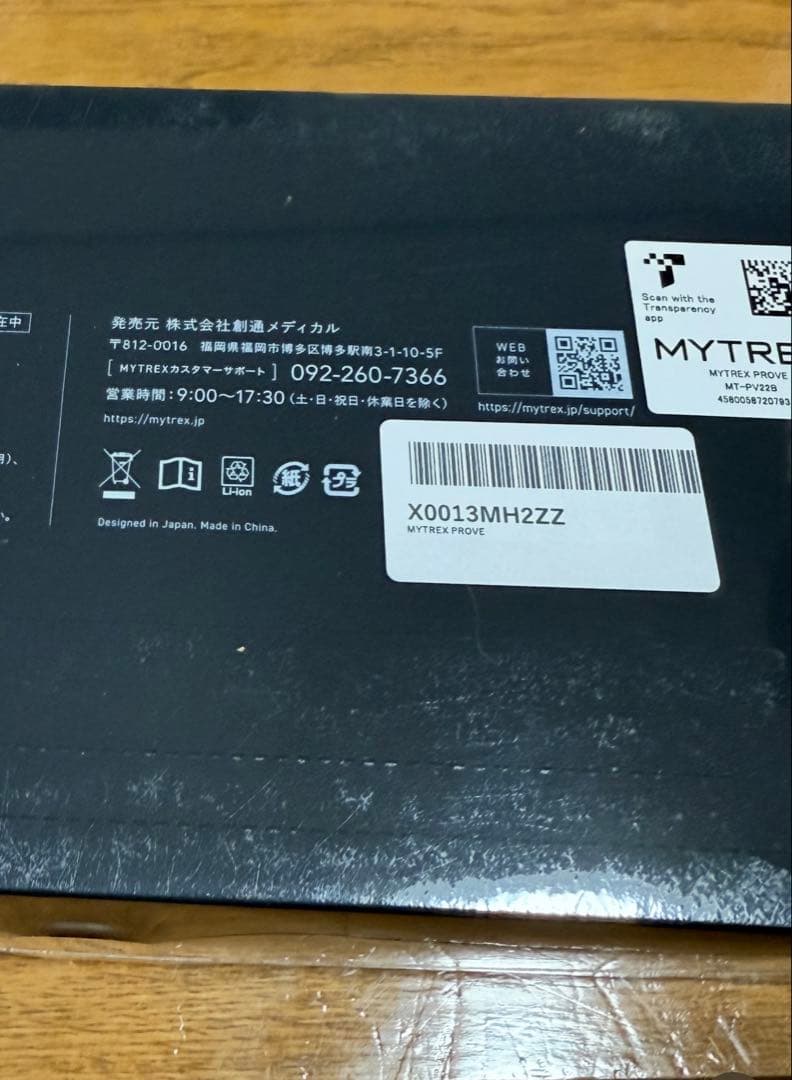 在中
発売元 株式会社創通メディカル
〒812-0016 福岡県福岡市博多区博多駅南3-1-10-5F
[ MYTREXカスタマーサポート ] 092-260-7366
営業時間：9:00〜17:30（土・日・祝日・休業日を除く）
https://mytrex.jp
WEB
お問い
合わせ
https://mytrex.jp/support/
Scan with the
Transparency
app
MYTRE
MYTREX PROVE
MT-PV22B
4580058720793
Li-ion
紙
プラ
Designed in Japan. Made in China.
X0013MH2ZZ
MYTREX PROVE